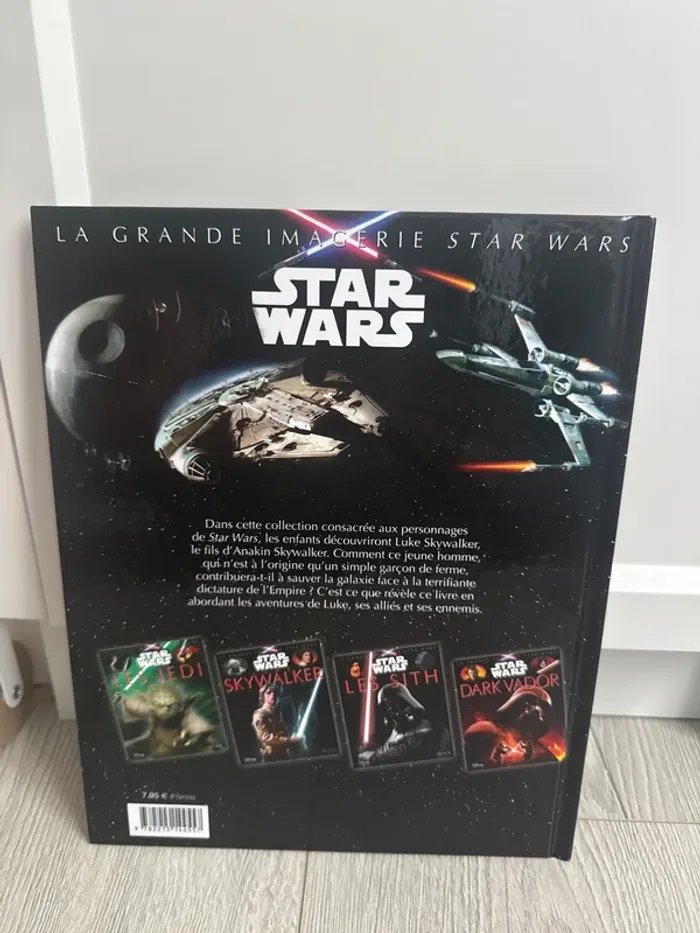 LA GRANDE IMAGERIE STAR WARS
STAR
WARS
Dans cette collection consacrée aux personnages
de Star Wars, les enfants découvriront Luke Skywalker,
le fils d'Anakin Skywalker. Comment ce jeune homme,
qui n'est à l'origine qu'un simple garçon de ferme,
contribuera-t-il à sauver la galaxie face à la terrifiante
dictature de l'Empire ? C'est ce que révèle ce livre en
abordant les aventures de Luke, ses alliés et ses ennemis.
STAR
WARS
LES JEDI
STAR
WARS
SKYWALKER
STAR
WARS
LES SITH
STAR
WARS
DARK VADOR
7,95 € (France)